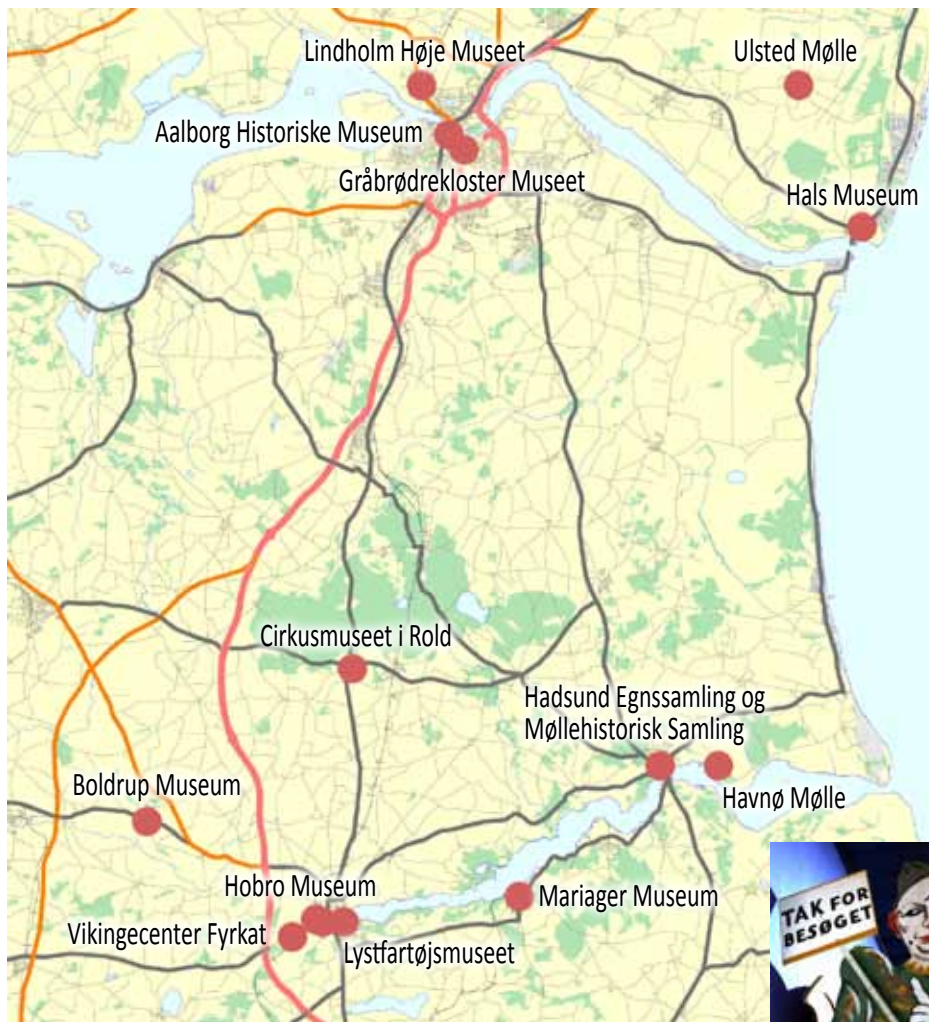 Lindholm Høje Museet
Ulsted Mølle
Aalborg Historiske Museum
Gråbrødrekloster Museet
Hals Museum
Cirkusmuseet i Rold
Hadsund Egnssamling og
Møllehistorisk Samling
Havnø Mølle
Boldrup Museum
Hobro Museum
Mariager Museum
Vikingecenter Fyrkat
Lystfartøjsmuseet
TAK FOR
BESØGET